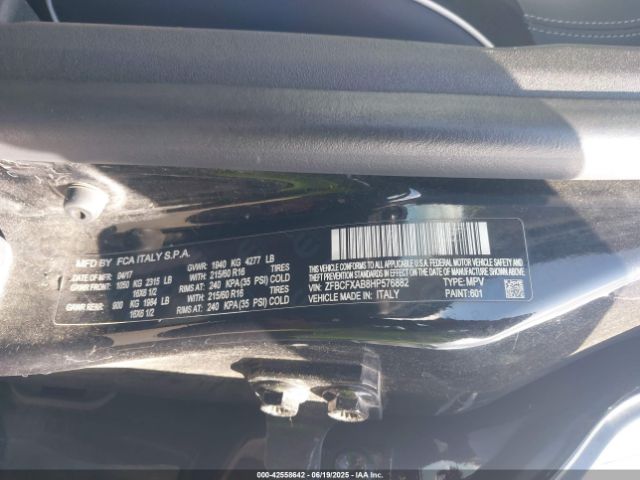 MFD BY FCA ITALY S.P.A.
DATE OF MFR 04/17 GVWR: 1940 KG 4277 LB
GAWR FRONT: 1050 KG 2315 LB WITH 215/60 R16 TIRES
16X6 1/2 RIMS AT: 240 KPA(35 PSI) COLD
GAWR REAR: 900 KG 1984 LB WITH 215/60 R16 TIRES
16X6 1/2 RIMS AT: 240 KPA(35 PSI) COLD
THIS VEHICLE CONFORMS TO ALL APPLICABLE U.S.A. FEDERAL MOTOR VEHICLE SAFETY,
BUMPER, AND THEFT PREVENTION STANDARDS IN EFFECT ON THE DATE OF MANUFACTURE SHOWN ABOVE.
VIN: ZFBCFXAB8HP576882 TYPE: MPV
MADE IN: ITALY PAINT:601
000-42558642 - 06/19/2025 - IAAI.COM